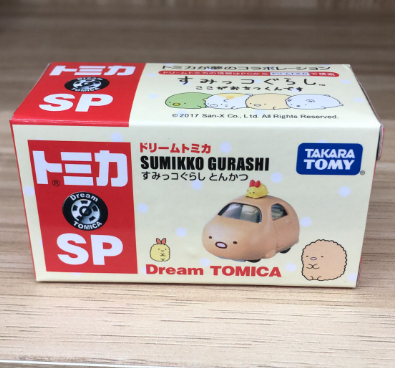 トミカ
SP
トミカが夢のコラボレーション
すみっコぐらし。
ここがおちつくんです
©2017 San-X Co., Ltd. All Rights Reserved.
トミカ®
Dream
TOMICA
SP
ドリームトミカ
SUMIKKO GURASHI
すみっコぐらし とんかつ
TAKARA
TOMY
Dream TOMICA